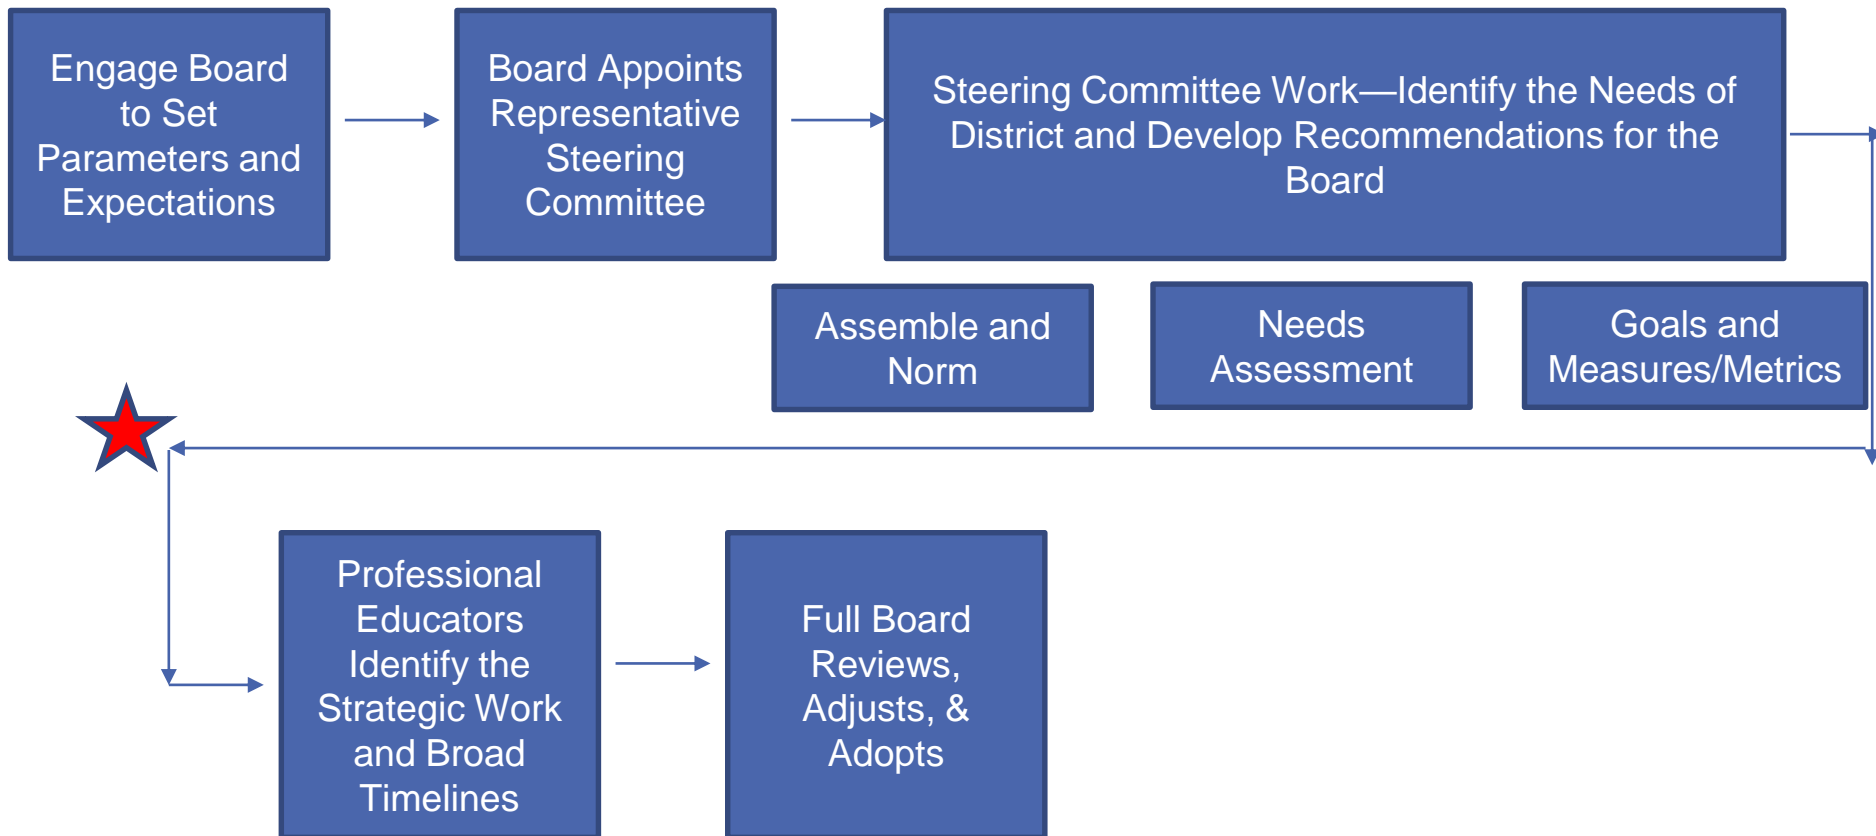 Engage Board
to Set
Parameters and
Expectations
Board Appoints
Representative
Steering
Committee
Steering Committee Work—Identify the Needs of
District and Develop Recommendations for the
Board
Assemble and
Norm
Needs
Assessment
Goals and
Measures/Metrics
Professional
Educators
Identify the
Strategic Work
and Broad
Timelines
Full Board
Reviews,
Adjusts, &
Adopts